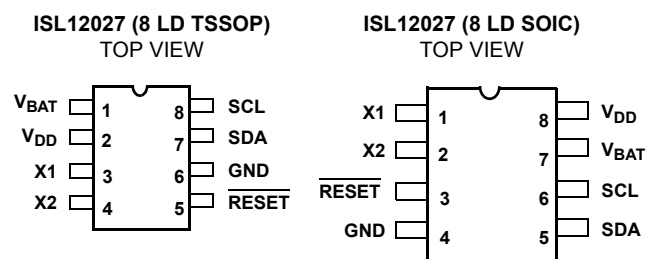 ISL12027 (8 LD TSSOP)
TOP VIEW
VBAT 1 8 SCL
VDD 2 7 SDA
X1 3 6 GND
X2 4 5 RESET
ISL12027 (8 LD SOIC)
TOP VIEW
X1 1 8 VDD
X2 2 7 VBAT
RESET 3 6 SCL
GND 4 5 SDA